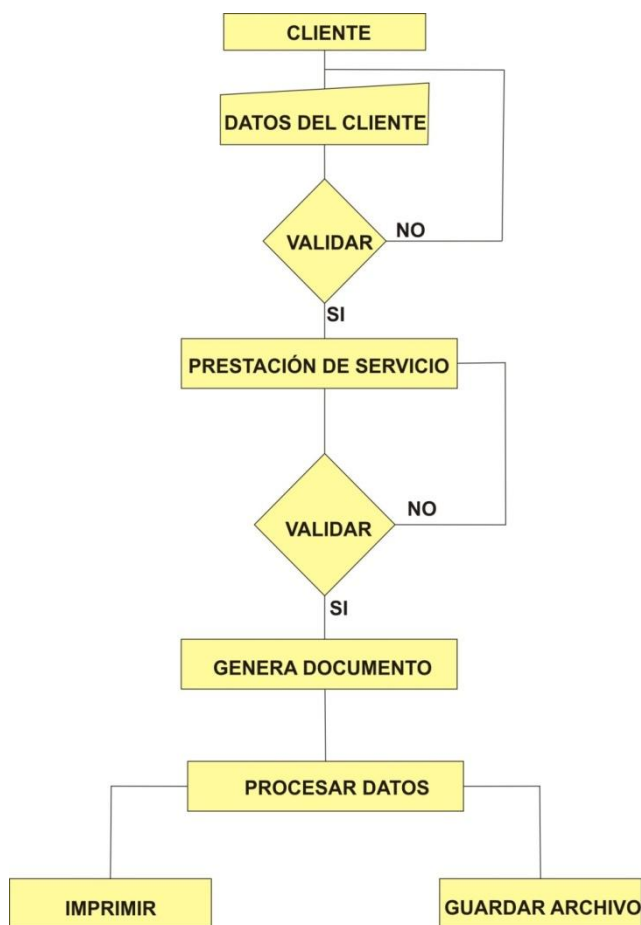 CLIENTE
DATOS DEL CLIENTE
VALIDAR
NO
SI
PRESTACIÓN DE SERVICIO
VALIDAR
NO
SI
GENERA DOCUMENTO
PROCESAR DATOS
IMPRIMIR
GUARDAR ARCHIVO